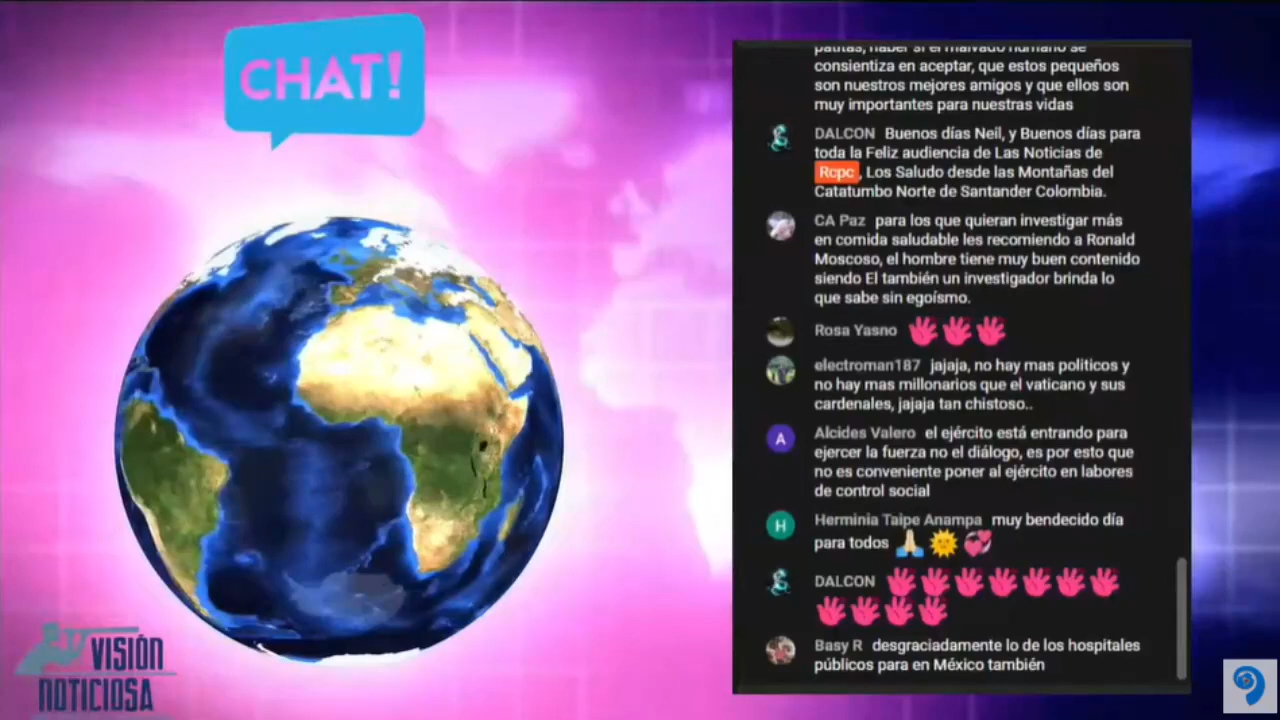 CHAT!
patitas, haber si el malvado humano se
consientiza en aceptar, que estos pequeños
son nuestros mejores amigos y que ellos son
muy importantes para nuestras vidas
DALCON Buenos días Neil, y Buenos días para
toda la Feliz audiencia de Las Noticias de
Rcpc, Los Saludo desde las Montañas del
Catatumbo Norte de Santander Colombia.
CA Paz para los que quieran investigar más
en comida saludable les recomiendo a Ronald
Moscoso, el hombre tiene muy buen contenido
siendo El también un investigador brinda lo
que sabe sin egoísmo.
Rosa Yasno
electroman187 jajaja, no hay mas politicos y
no hay mas millonarios que el vaticano y sus
cardenales, jajaja tan chistoso..
A
Alcides Valero el ejército está entrando para
ejercer la fuerza no el diálogo, es por esto que
no es conveniente poner al ejército en labores
de control social
H
Herminia Taipe Anampa muy bendecido día
para todos 🙏🌞💞
DALCON
Basy R desgraciadamente lo de los hospitales
públicos para en México también
VISIÓN
NOTICIOSA